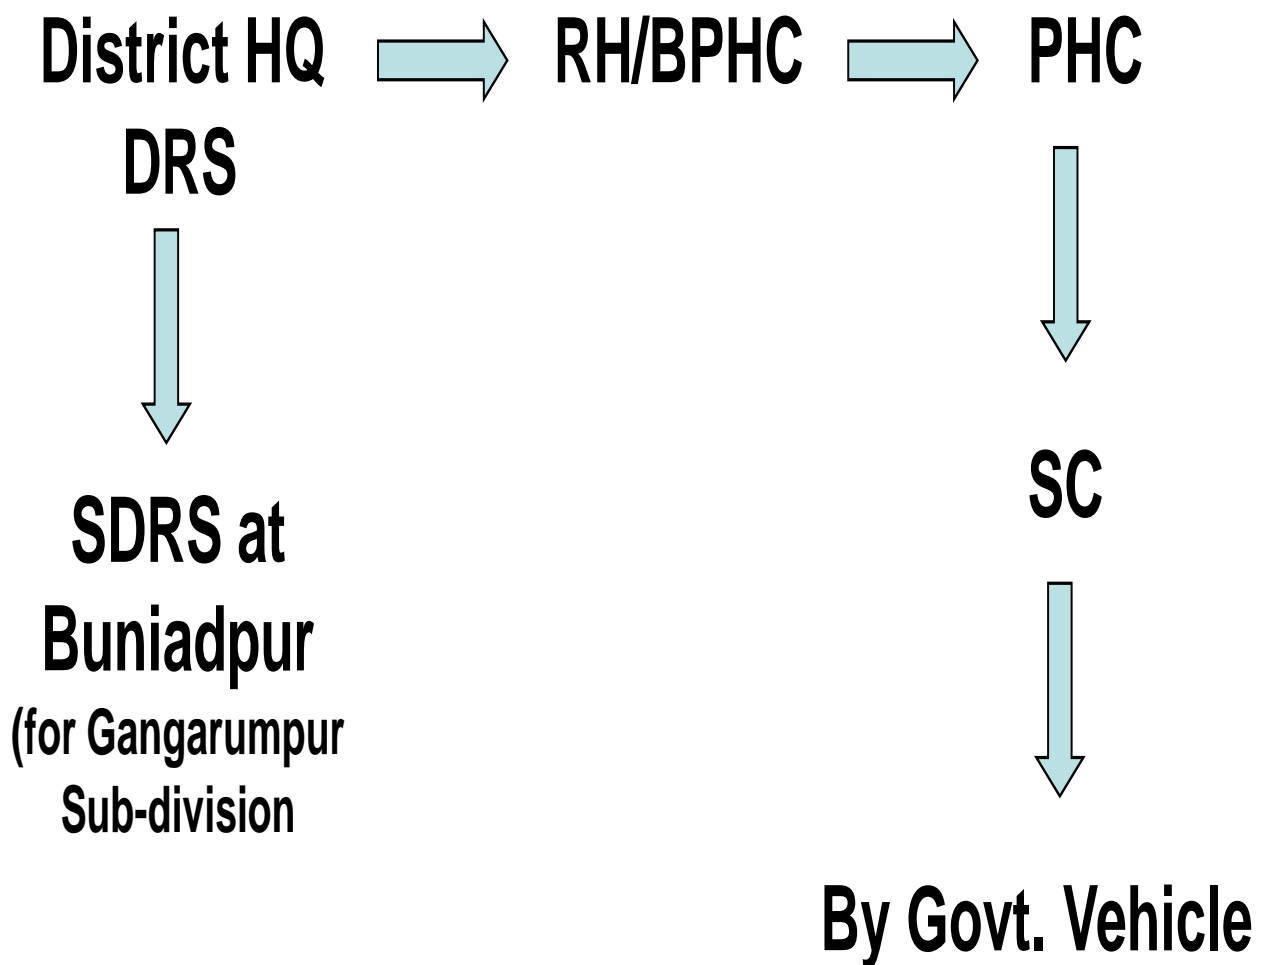 District HQ
DRS
RH/BPHC
PHC
SDRS at
Buniadpur
(for Gangarumpur
Sub-division
SC
By Govt. Vehicle